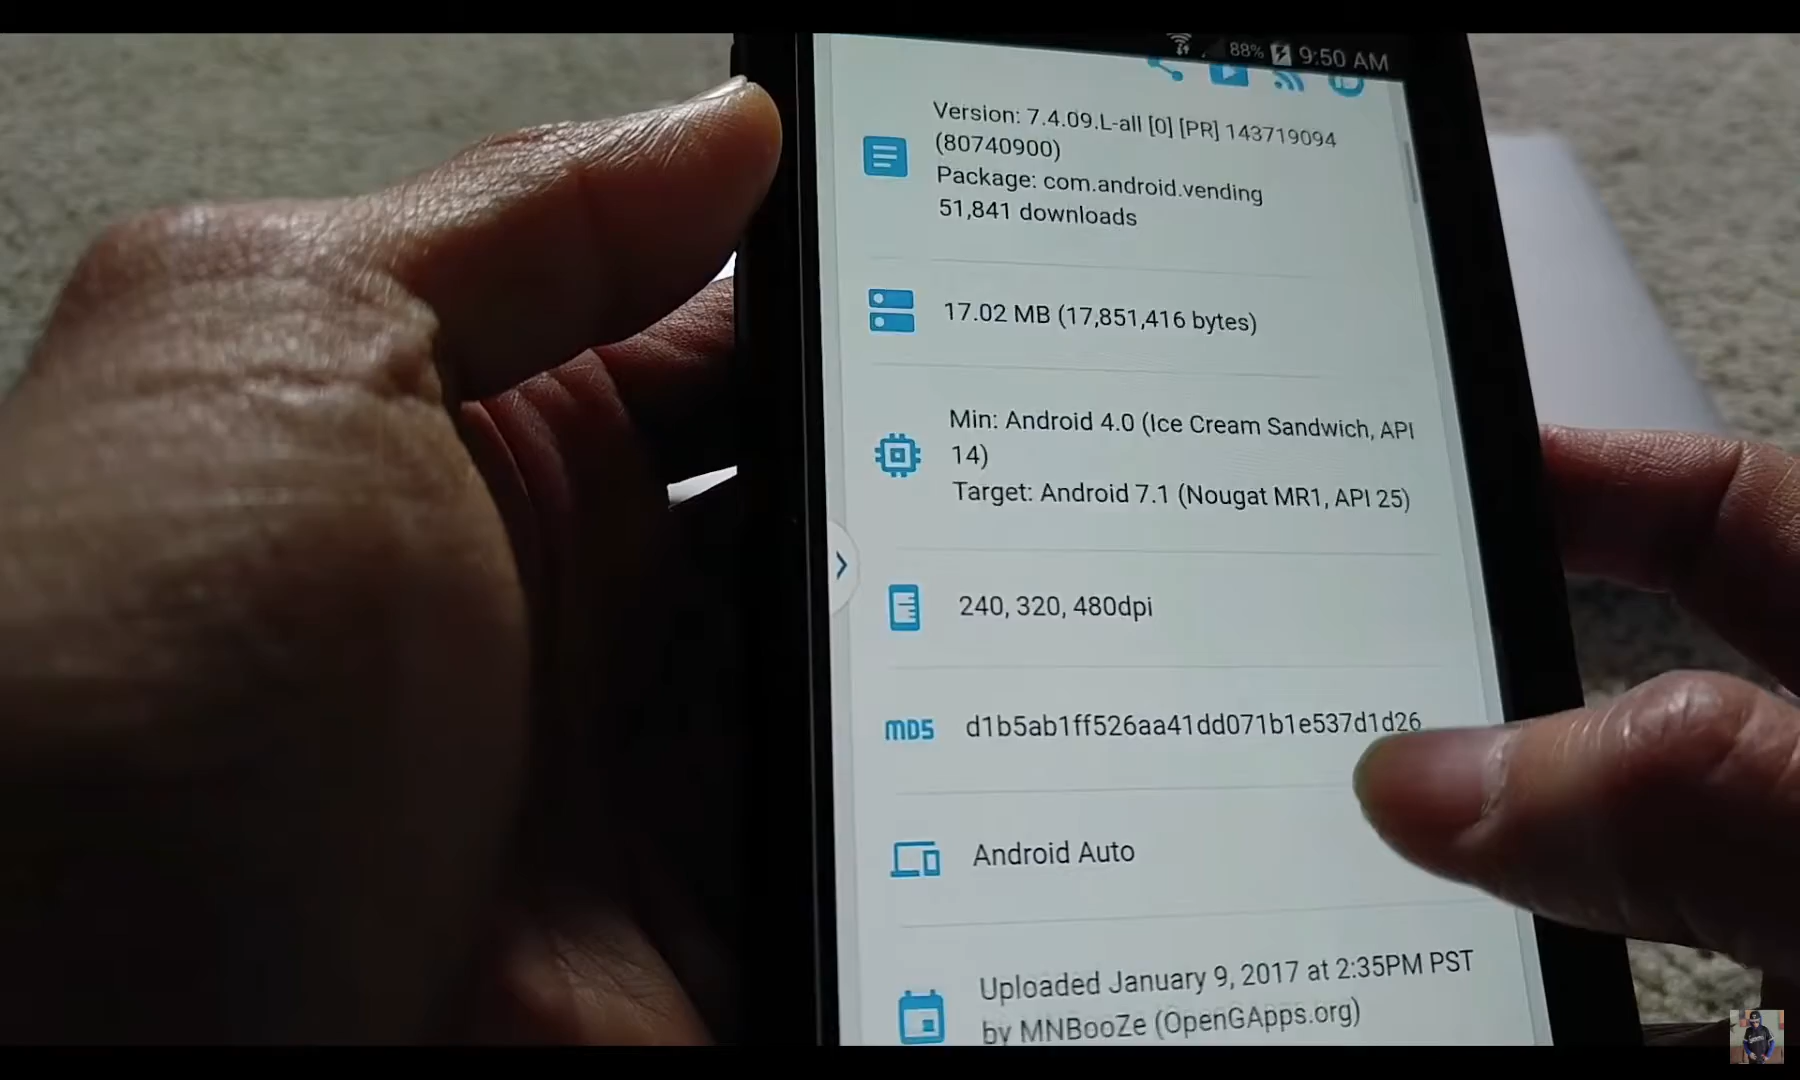 88% 9:50 AM
Version: 7.4.09.L-all [0] [PR] 143719094
(80740900)
Package: com.android.vending
51,841 downloads
17.02 MB (17,851,416 bytes)
Min: Android 4.0 (Ice Cream Sandwich, API
14)
Target: Android 7.1 (Nougat MR1, API 25)
240, 320, 480dpi
MD5 d1b5ab1ff526aa41dd071b1e537d1d26
Android Auto
Uploaded January 9, 2017 at 2:35PM PST
by MNBooZe (OpenGApps.org)